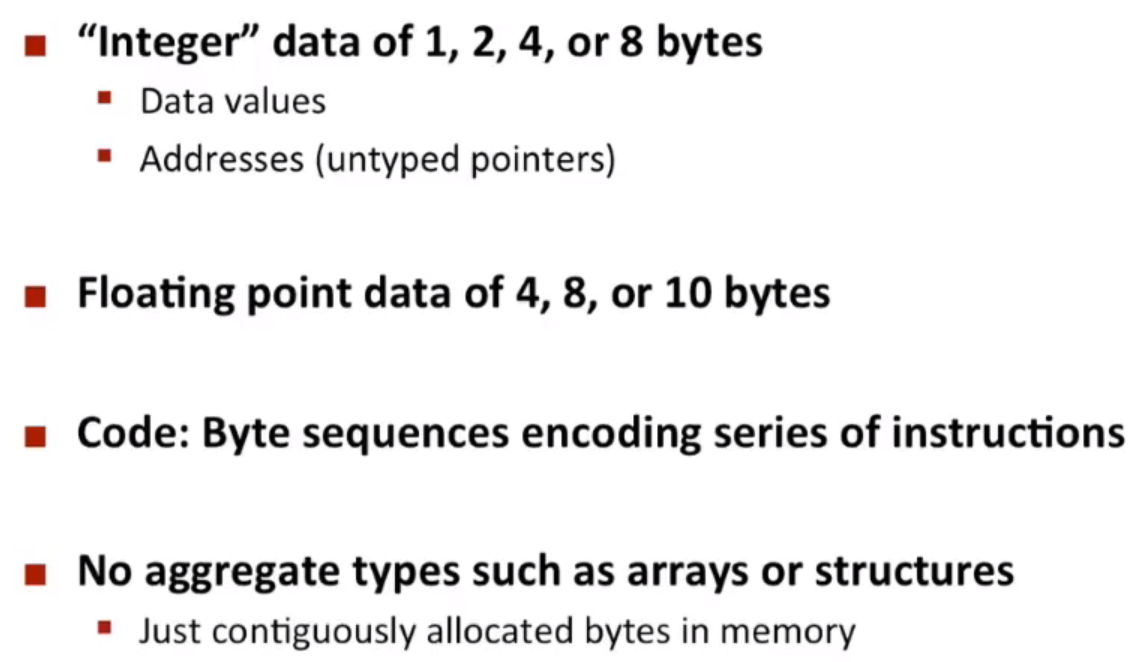 “Integer” data of 1, 2, 4, or 8 bytes
Data values
Addresses (untyped pointers)
Floating point data of 4, 8, or 10 bytes
Code: Byte sequences encoding series of instructions
No aggregate types such as arrays or structures
Just contiguously allocated bytes in memory